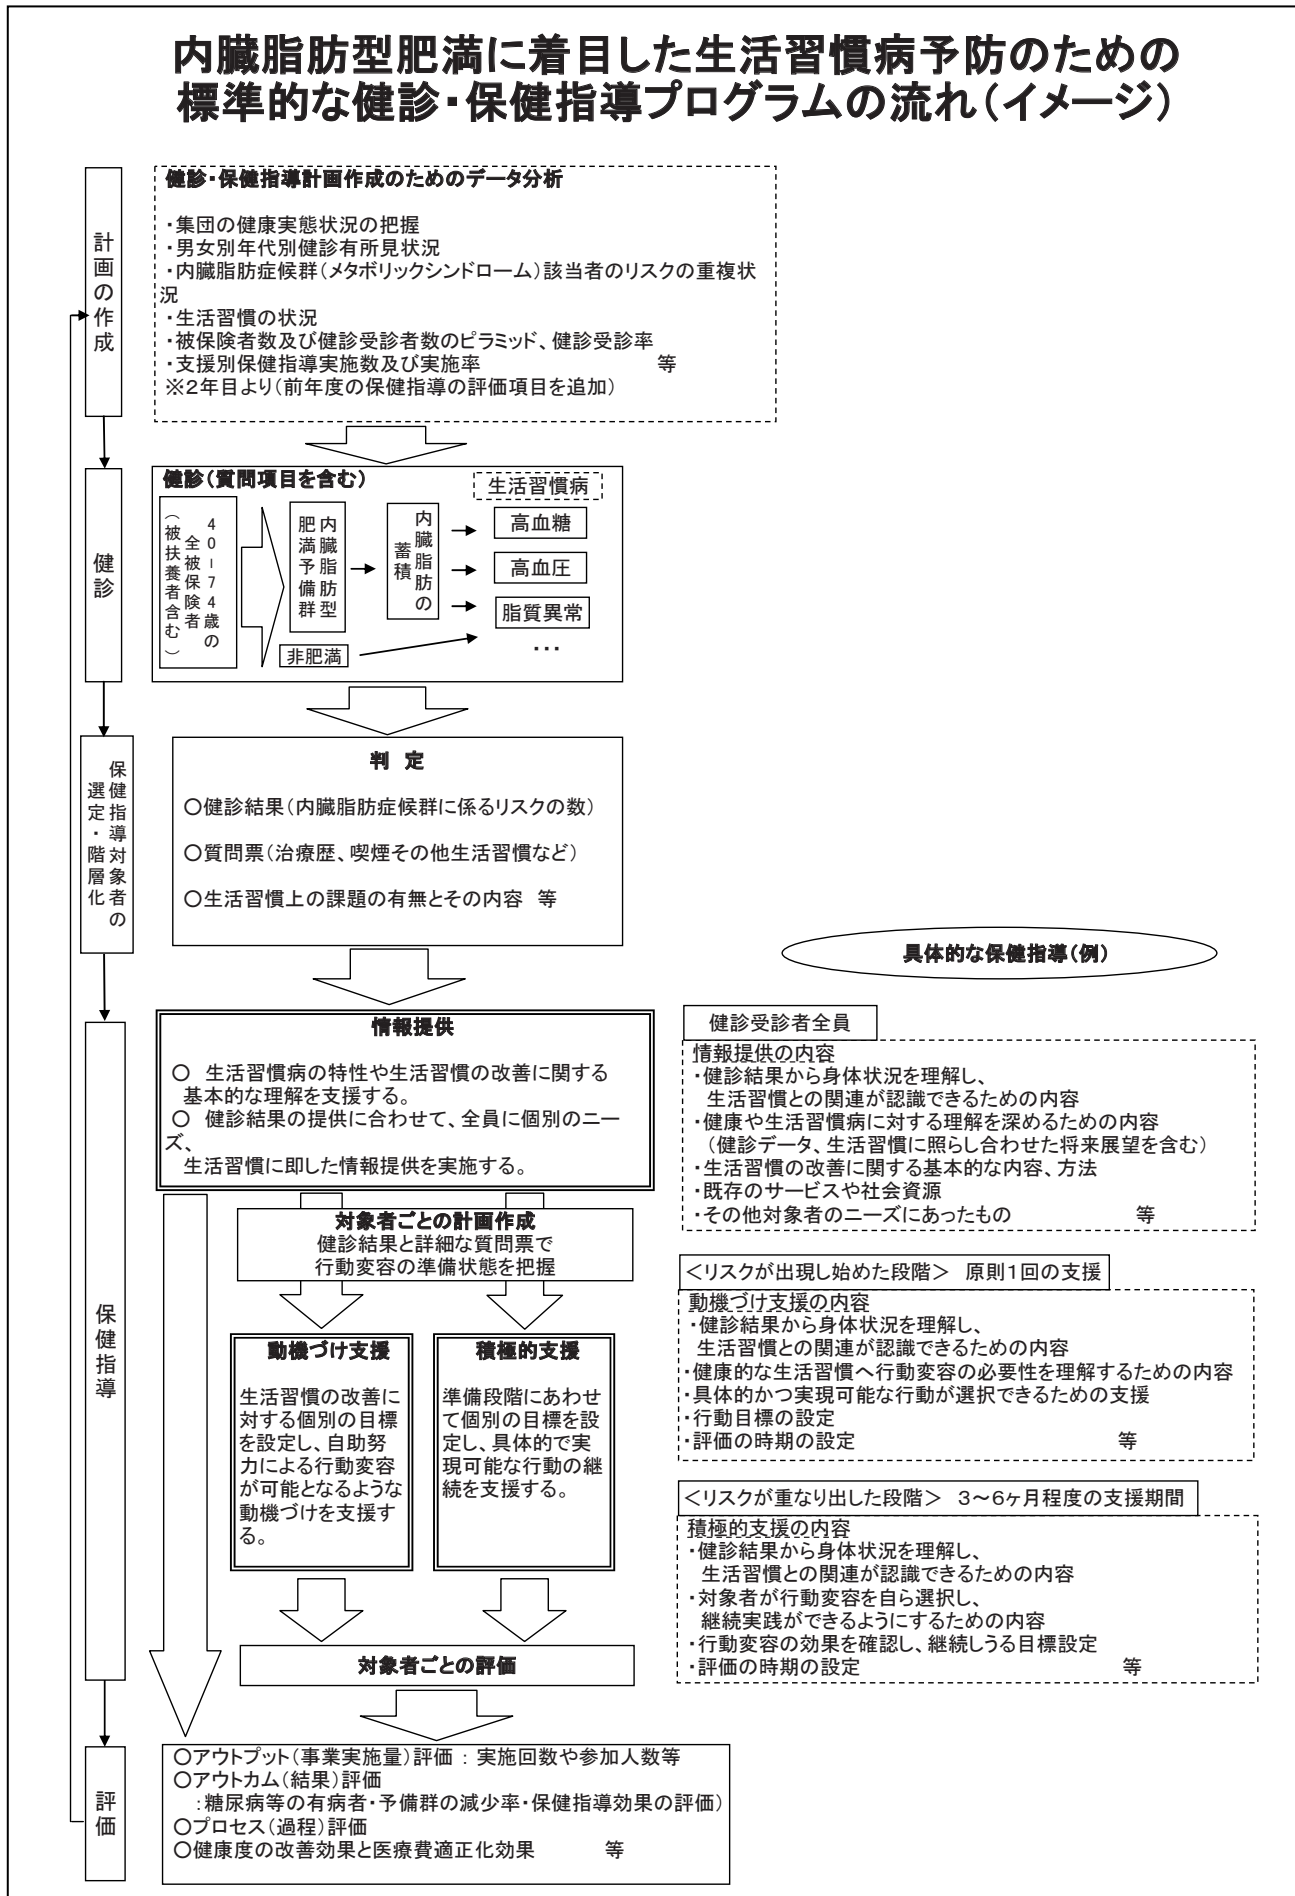 内臓脂肪型肥満に着目した生活習慣病予防のための
標準的な健診・保健指導プログラムの流れ(イメージ)
計画の作成
健診・保健指導計画作成のためのデータ分析
・集団の健康実態状況の把握
・男女別年代別健診有所見状況
・内臓脂肪症候群(メタボリックシンドローム)該当者のリスクの重複状
況
・生活習慣の状況
・被保険者数及び健診受診者数のピラミッド、健診受診率
・支援別保健指導実施数及び実施率 等
※2年目より(前年度の保健指導の評価項目を追加)
健診
健診(質問項目を含む)
40-74歳の
全被保険者
(被扶養者含む)
内臓脂肪型
肥満予備群
非肥満
内臓脂肪の
蓄積
生活習慣病
高血糖
高血圧
脂質異常
・・・
保健指導対象者の
選定・階層化
判 定
○健診結果(内臓脂肪症候群に係るリスクの数)
○質問票(治療歴、喫煙その他生活習慣など)
○生活習慣上の課題の有無とその内容 等
保健指導
情報提供
○ 生活習慣病の特性や生活習慣の改善に関する
基本的な理解を支援する。
○ 健診結果の提供に合わせて、全員に個別のニー
ズ、
生活習慣に即した情報提供を実施する。
対象者ごとの計画作成
健診結果と詳細な質問票で
行動変容の準備状態を把握
動機づけ支援
生活習慣の改善に
対する個別の目標
を設定し、自助努
力による行動変容
が可能となるような
動機づけを支援す
る。
積極的支援
準備段階にあわせ
て個別の目標を設
定し、具体的で実
現可能な行動の継
続を支援する。
対象者ごとの評価
具体的な保健指導(例)
健診受診者全員
情報提供の内容
・健診結果から身体状況を理解し、
生活習慣との関連が認識できるための内容
・健康や生活習慣病に対する理解を深めるための内容
(健診データ、生活習慣に照らし合わせた将来展望を含む)
・生活習慣の改善に関する基本的な内容、方法
・既存のサービスや社会資源
・その他対象者のニーズにあったもの 等
<リスクが出現し始めた段階> 原則1回の支援
動機づけ支援の内容
・健診結果から身体状況を理解し、
生活習慣との関連が認識できるための内容
・健康的な生活習慣へ行動変容の必要性を理解するための内容
・具体的かつ実現可能な行動が選択できるための支援
・行動目標の設定
・評価の時期の設定 等
<リスクが重なり出した段階> 3~6ヶ月程度の支援期間
積極的支援の内容
・健診結果から身体状況を理解し、
生活習慣との関連が認識できるための内容
・対象者が行動変容を自ら選択し、
継続実践ができるようにするための内容
・行動変容の効果を確認し、継続しうる目標設定
・評価の時期の設定 等
評価
○アウトプット(事業実施量)評価 : 実施回数や参加人数等
○アウトカム(結果)評価
:糖尿病等の有病者・予備群の減少率・保健指導効果の評価)
○プロセス(過程)評価
○健康度の改善効果と医療費適正化効果 等